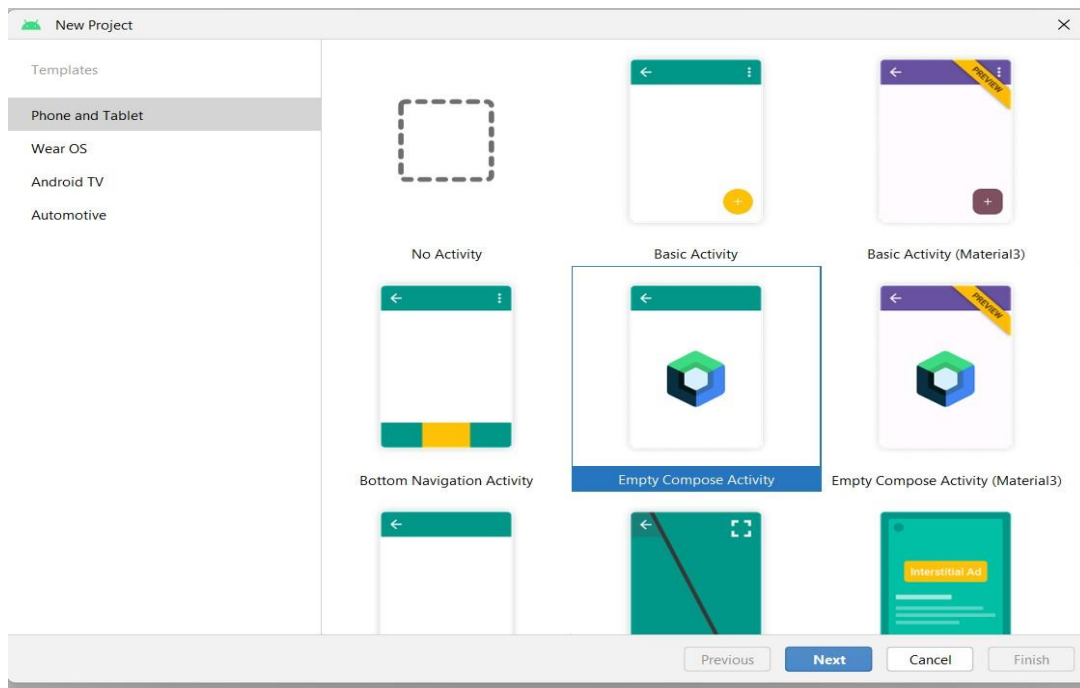 New Project
Templates
Phone and Tablet
Wear OS
Android TV
Automotive
PREVIEW
No Activity
Basic Activity
Basic Activity (Material3)
PREVIEW
Bottom Navigation Activity
Empty Compose Activity
Empty Compose Activity (Material3)
Interstitial Ad
Previous
Next
Cancel
Finish